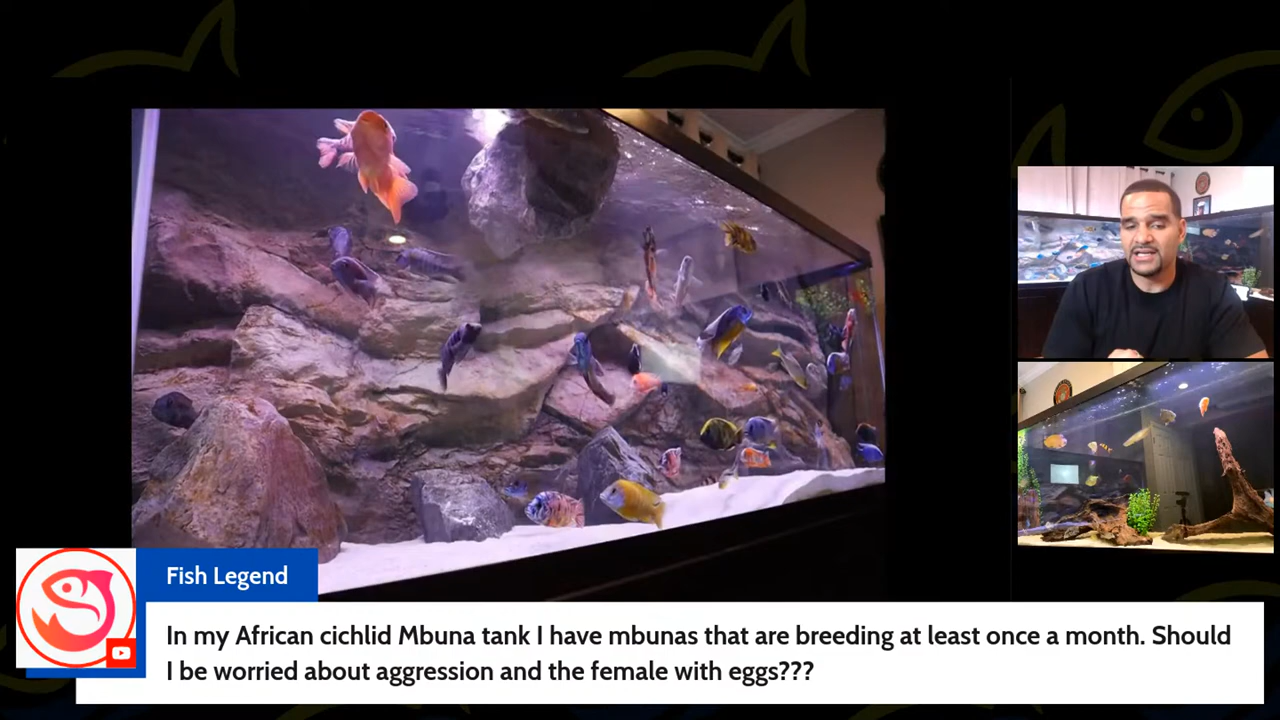 Fish Legend
In my African cichlid Mbuna tank I have mbunas that are breeding at least once a month. Should
I be worried about aggression and the female with eggs???